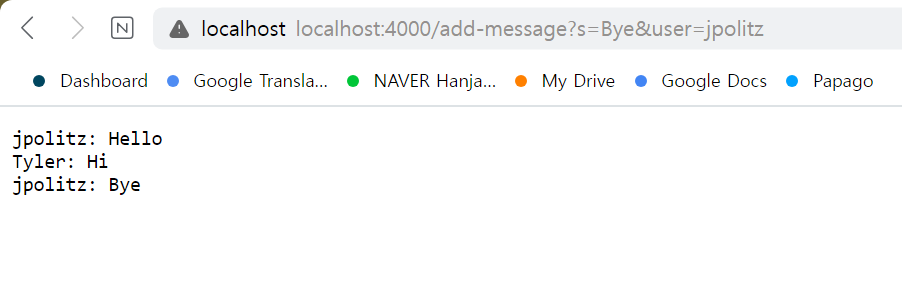 localhost localhost:4000/add-message?s=Bye&user=jpolitz
Dashboard Google Transla... NAVER Hanja... My Drive Google Docs Papago
jpolitz: Hello
Tyler: Hi
jpolitz: Bye